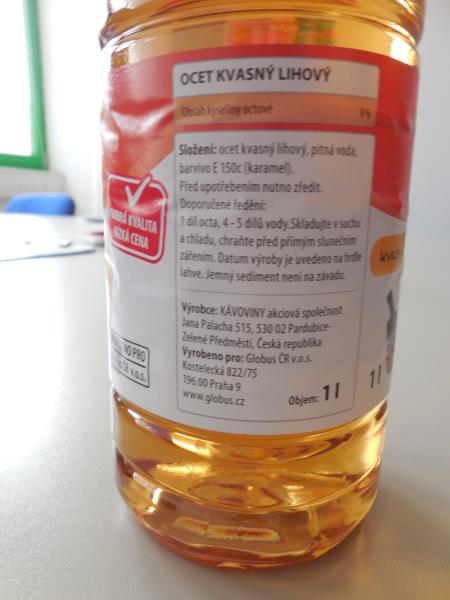 OCET KVASNÝ LIHOVÝ
Obsah kyseliny octové 8 %
Složení: ocet kvasný lihový, pitná voda,
barvivo E 150c (karamel).
Před upotřebením nutno zředit.
Doporučené ředění:
1 díl octa, 4 - 5 dílů vody.Skladujte v suchu
a chladu, chraňte před přímým slunečním
zářením. Datum výroby je uvedeno na hrdle
lahve. Jemný sediment není na závadu.
Výrobce: KÁVOVINY akciová společnost
Jana Palacha 515, 530 02 Pardubice-
Zelené Předměstí, Česká republika
Vyrobeno pro: Globus ČR v.o.s.
Kostelecká 822/75
196 00 Praha 9
www.globus.cz
Objem: 1 l
DOBRÁ KVALITA
NÍZKÁ CENA
NO PRO
ČR v.o.s.
kvas
1 l